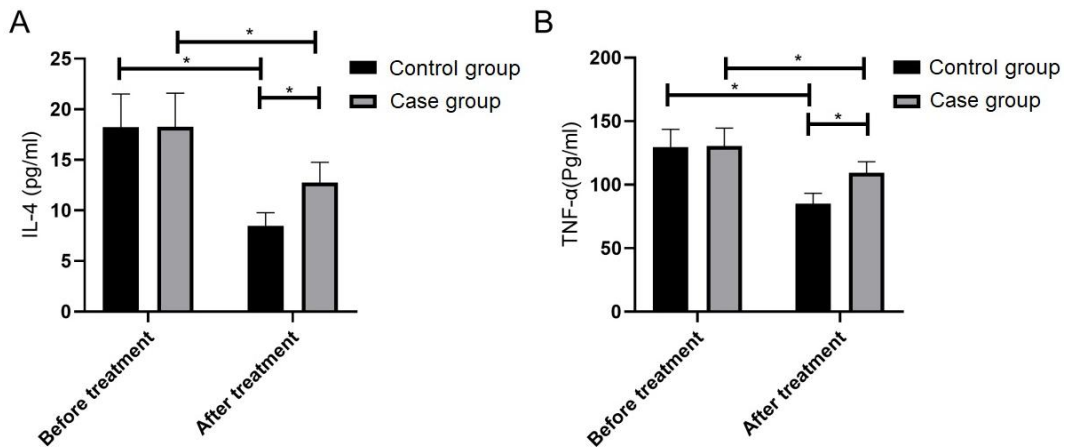 A
*
*
*
25
20
15
10
5
0
IL-4 (pg/ml)
Before treatment
After treatment
Control group
Case group
B
*
*
*
200
150
100
50
0
TNF-α(Pg/ml)
Before treatment
After treatment
Control group
Case group